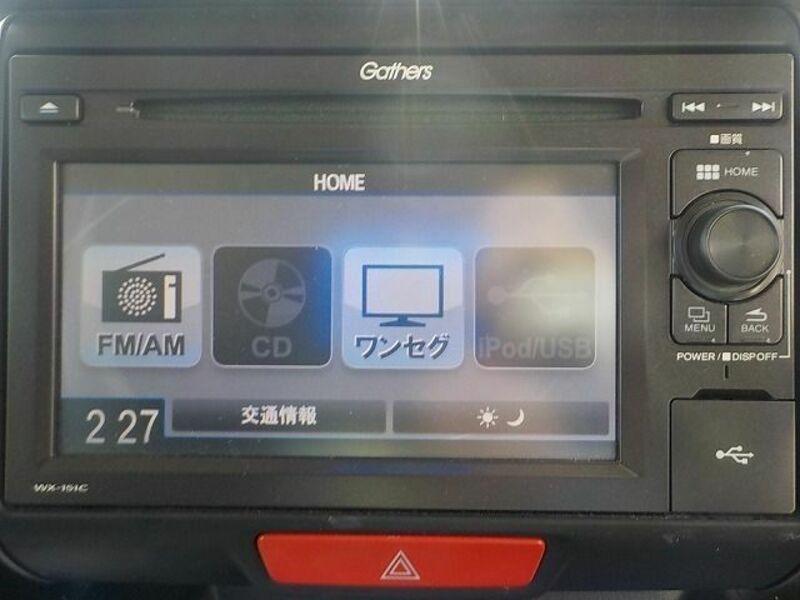 Gathers
■画質
HOME
HOME
FM/AM
CD
ワンセグ
iPod/USB
MENU
BACK
POWER/■DISP OFF
2 27
交通情報
WX-151C